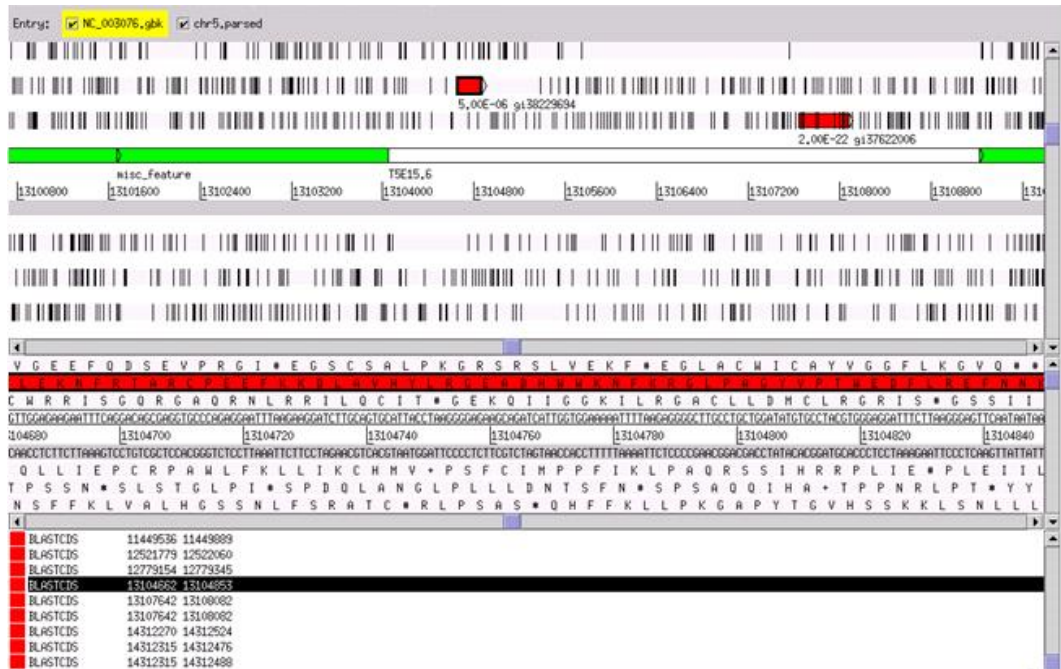 Entry: NC_003076.gbk chr5.parsed
5.00E-06 gi38229694
2.00E-22 gi37622006
misc_feature T5E15.6
13100800 13101600 13102400 13103200 13104000 13104800 13105600 13106400 13107200 13108000 13108800
V G E E F Q D S E V P R G I * E G S C S A L P K G R S R S L V E K F * E G L A C W I C A Y V G G F L K G V Q * *
C W R R I S G Q R G A Q R N L R R I L Q C I T * G E K Q I I G G K I L R G A C L L D M C L R G R I S * G S S I I
104680 13104700 13104720 13104740 13104760 13104780 13104800 13104820 13104840
Q L L I E P C R P A W L F K L L I K C H M V + P S F C I M P P F I K L P A Q R S S I H R R P L I E * P L E I I L
T P S S N * S L S T G L P I * S P D Q L A N G L P L L L D N T S F N * S P S A Q Q I H A + T P P N R L P T * Y Y
N S F F K L V A L H G S S N L F S R A T C * R L P S A S * Q H F F K L L P K G A P Y T G V H S S K K L S N L L L
BLASTCDS 11449536 11449889
BLASTCDS 12521779 12522060
BLASTCDS 12779154 12779345
BLASTCDS 13104662 13104853
BLASTCDS 13107642 13108082
BLASTCDS 13107642 13108082
BLASTCDS 14312270 14312524
BLASTCDS 14312315 14312476
BLASTCDS 14312315 14312488